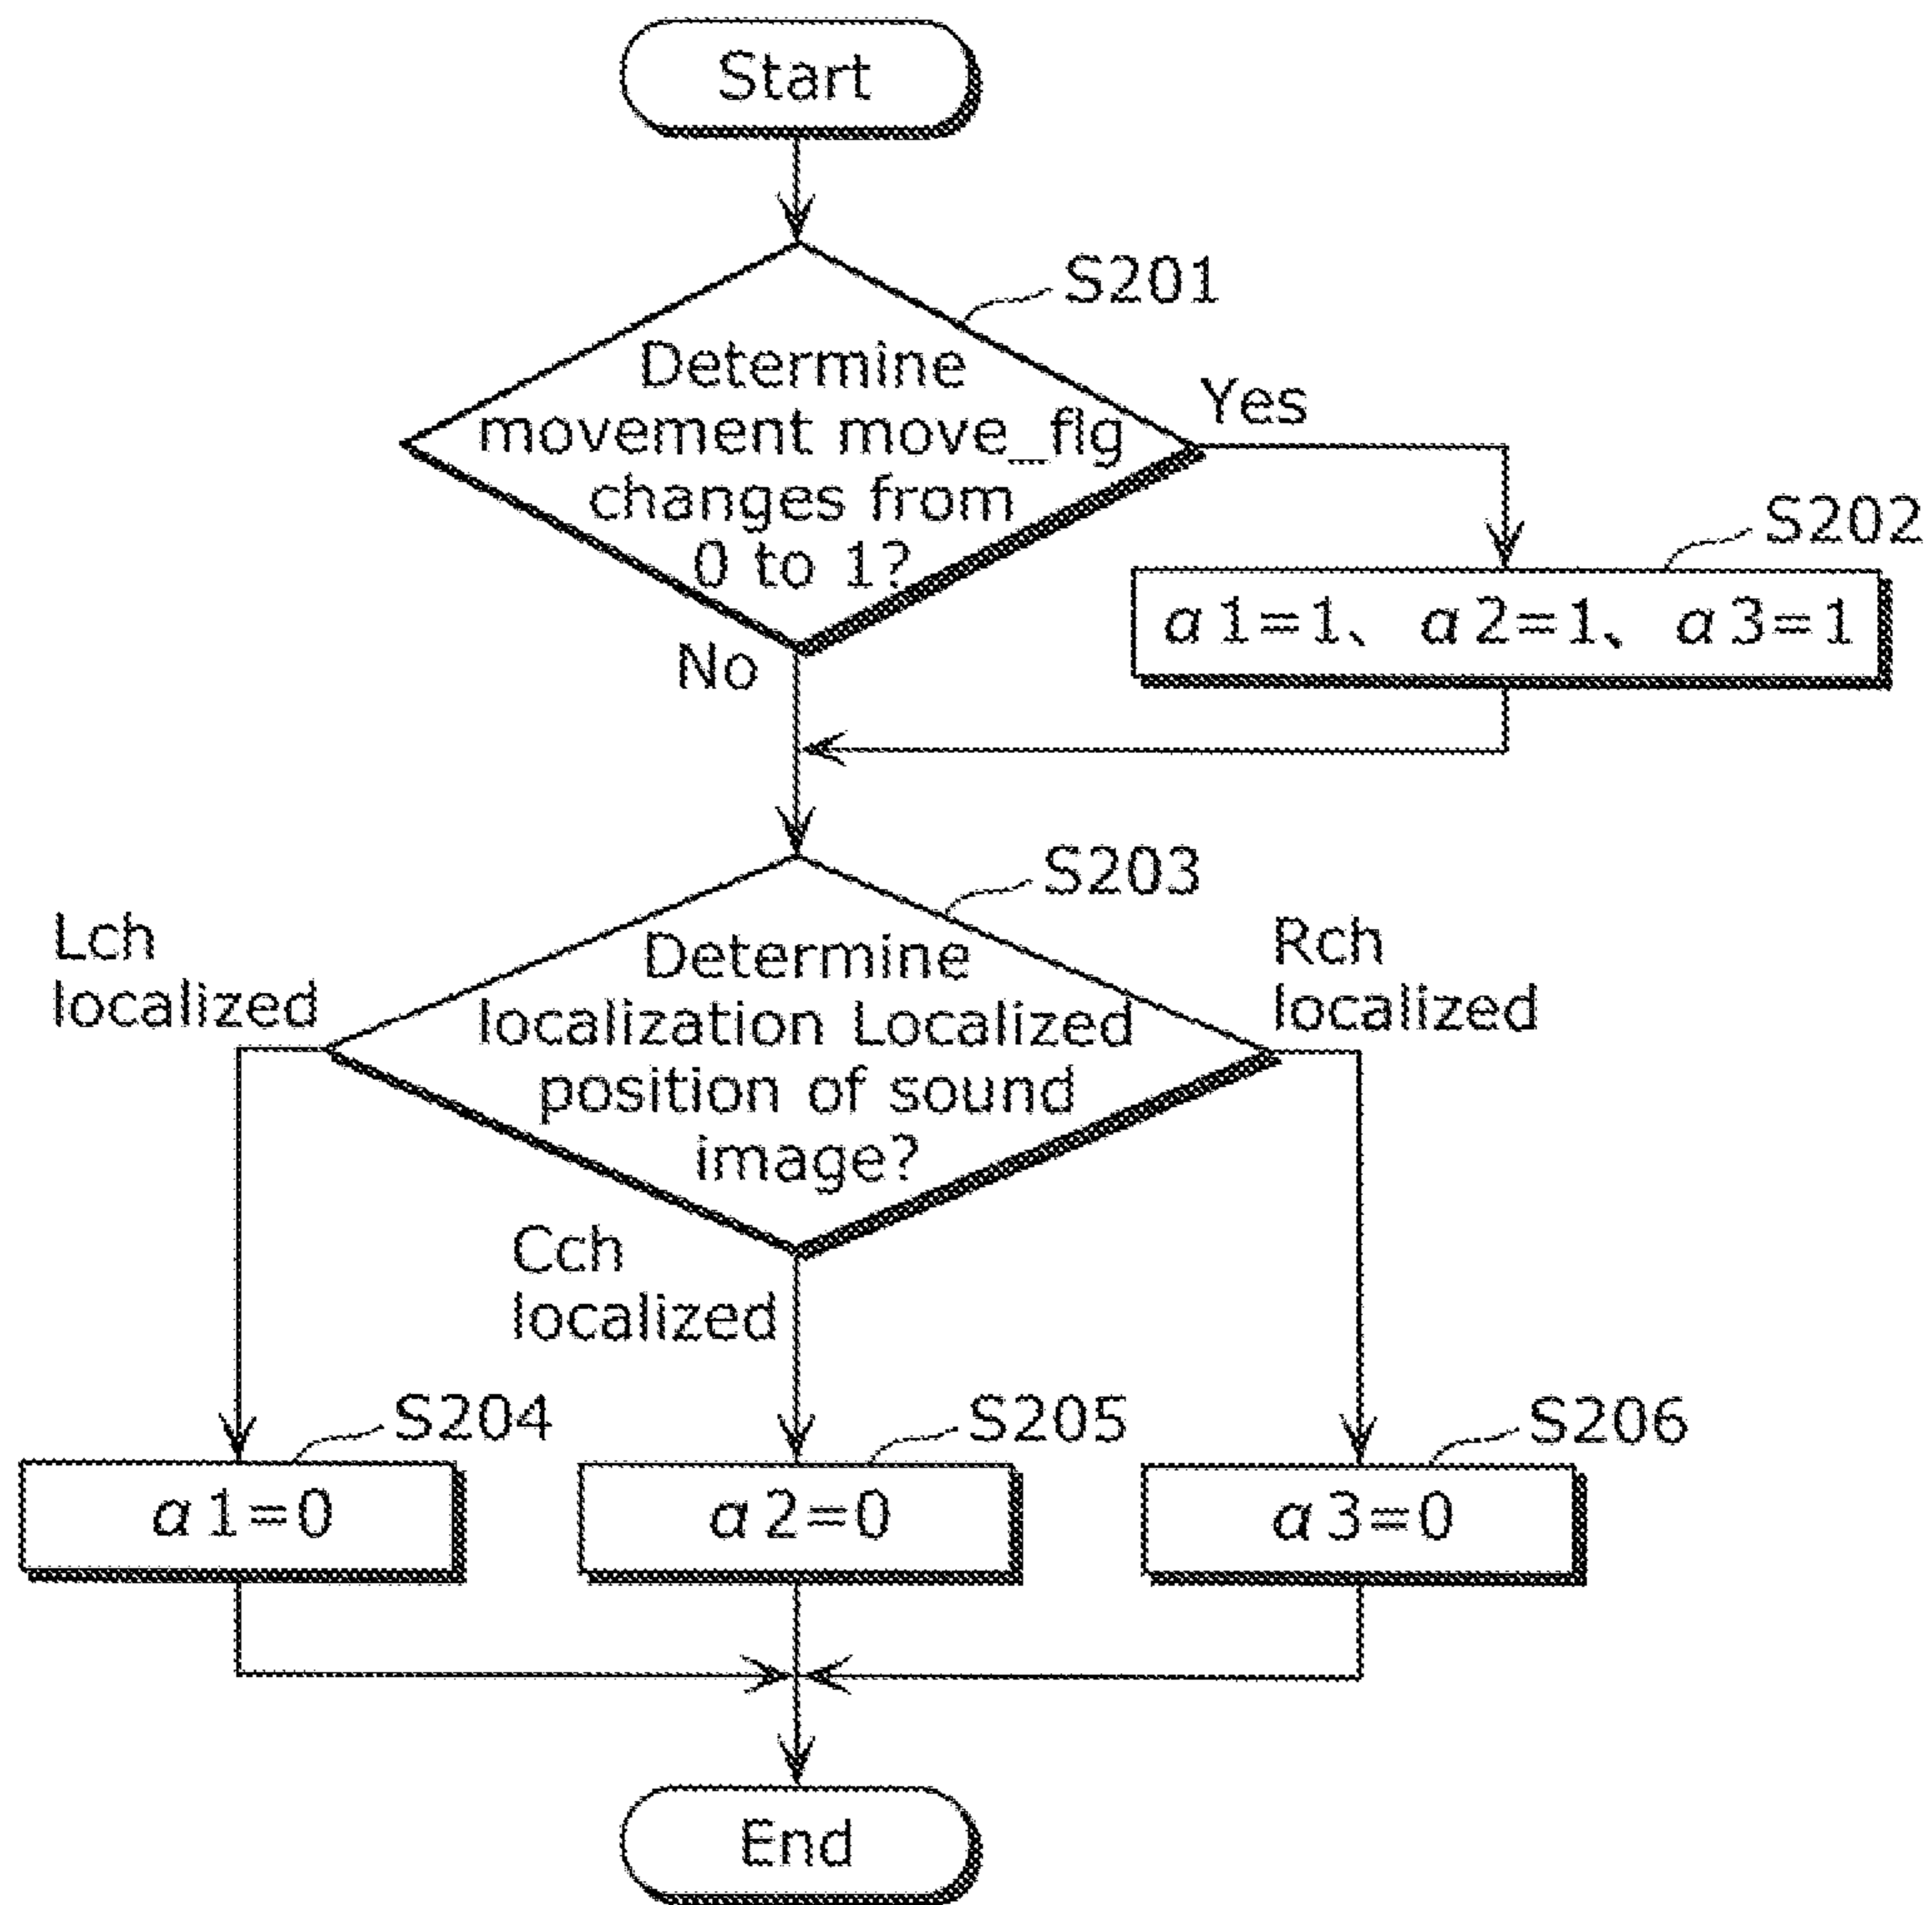 Start
S201
Determine
movement move_flg
changes from
0 to 1?
Yes
No
S202
α1=1、α2=1、α3=1
S203
Determine
localization Localized
position of sound
image?
Lch
localized
Cch
localized
Rch
localized
S204
α1=0
S205
α2=0
S206
α3=0
End